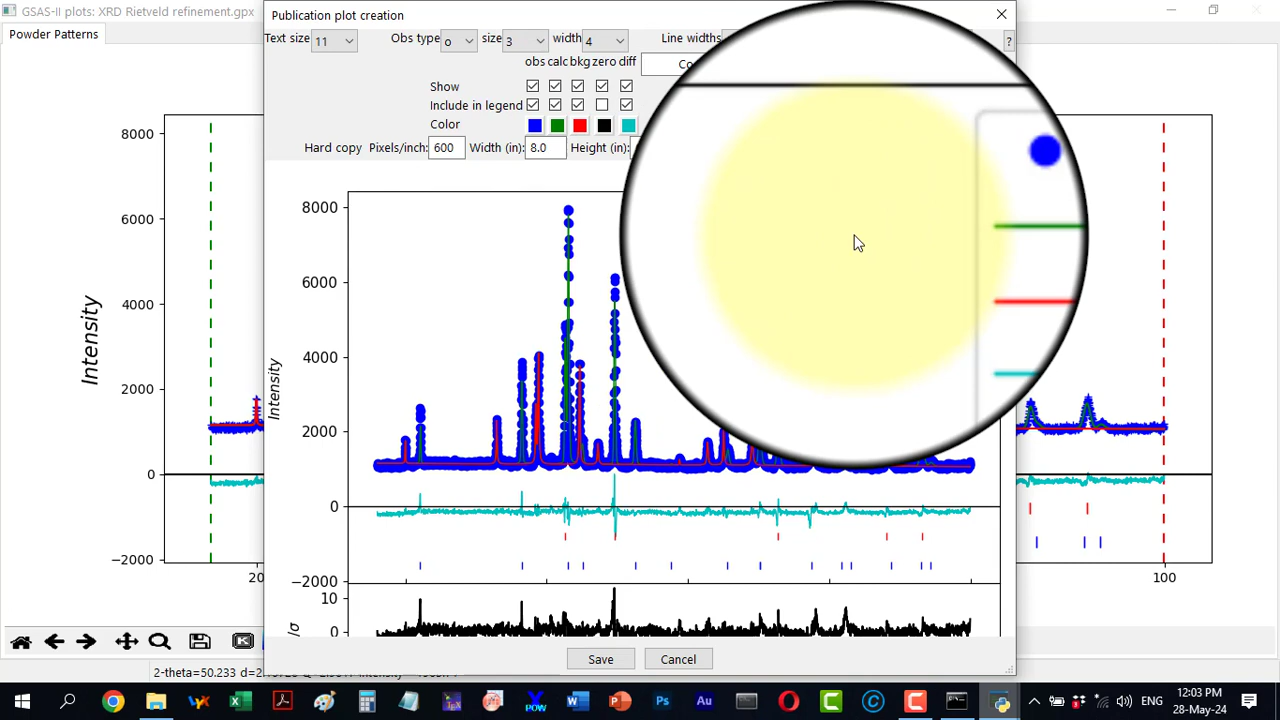 GSAS-II plots: XRD Rietveld refinement.gpx
Powder Patterns
Publication plot creation
Text size 11 Obs type o size 3 width 4 Line widths
?
obs calc bkg zero diff
Co
Show
Include in legend
Color
Hard copy Pixels/inch: 600 Width (in): 8.0 Height (in):
8000
6000
4000
2000
0
−2000
Intensity
20
100
8000
6000
4000
2000
0
−2000
Intensity
10
0
/σ
Save
Cancel
ENG
12:03 PM
28-May-24